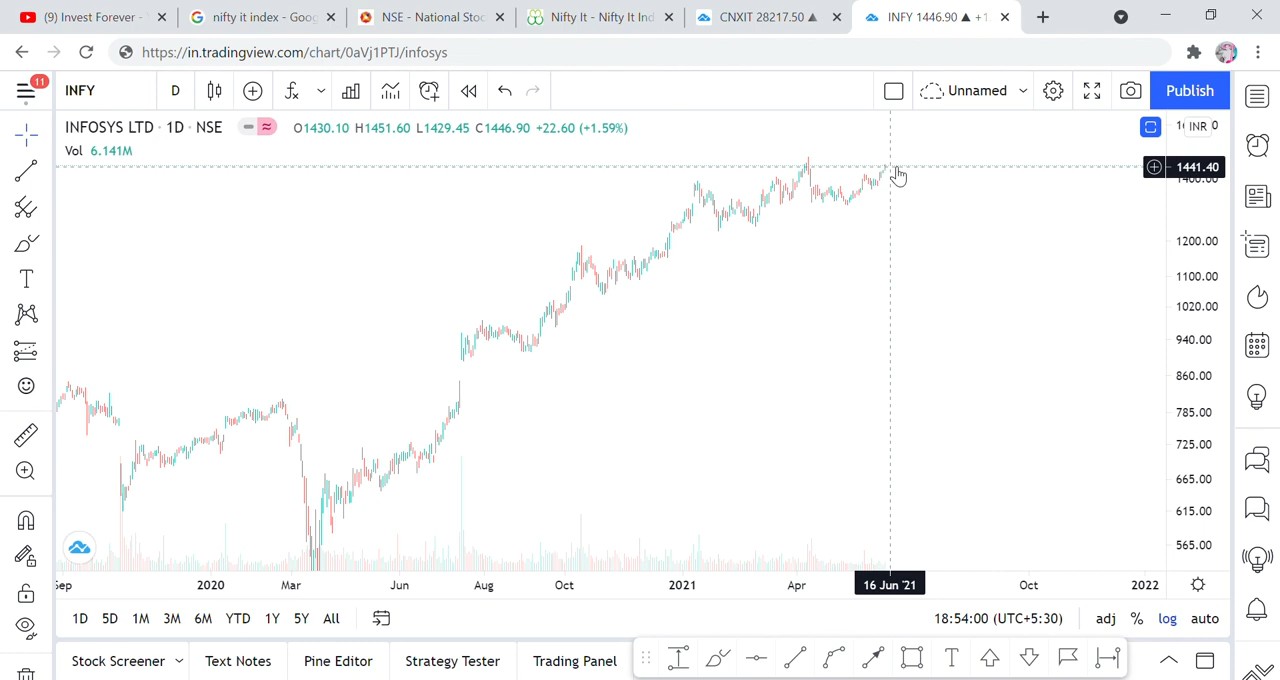 (9) Invest Forever -
nifty it index - Goog
NSE - National Stoc
Nifty It - Nifty It Ind
CNXIT 28217.50 ▲
INFY 1446.90 ▲ +1
https://in.tradingview.com/chart/0aVj1PTJ/infosys
11
INFY
D
Unnamed
Publish
INFOSYS LTD · 1D · NSE
O1430.10 H1451.60 L1429.45 C1446.90 +22.60 (+1.59%)
INR
Vol 6.141M
1441.40
1400.00
1200.00
1100.00
1020.00
940.00
860.00
785.00
725.00
665.00
615.00
565.00
Sep 2020 Mar Jun Aug Oct 2021 Apr 16 Jun '21 Oct 2022
1D 5D 1M 3M 6M YTD 1Y 5Y All
18:54:00 (UTC+5:30) adj % log auto
Stock Screener Text Notes Pine Editor Strategy Tester Trading Panel